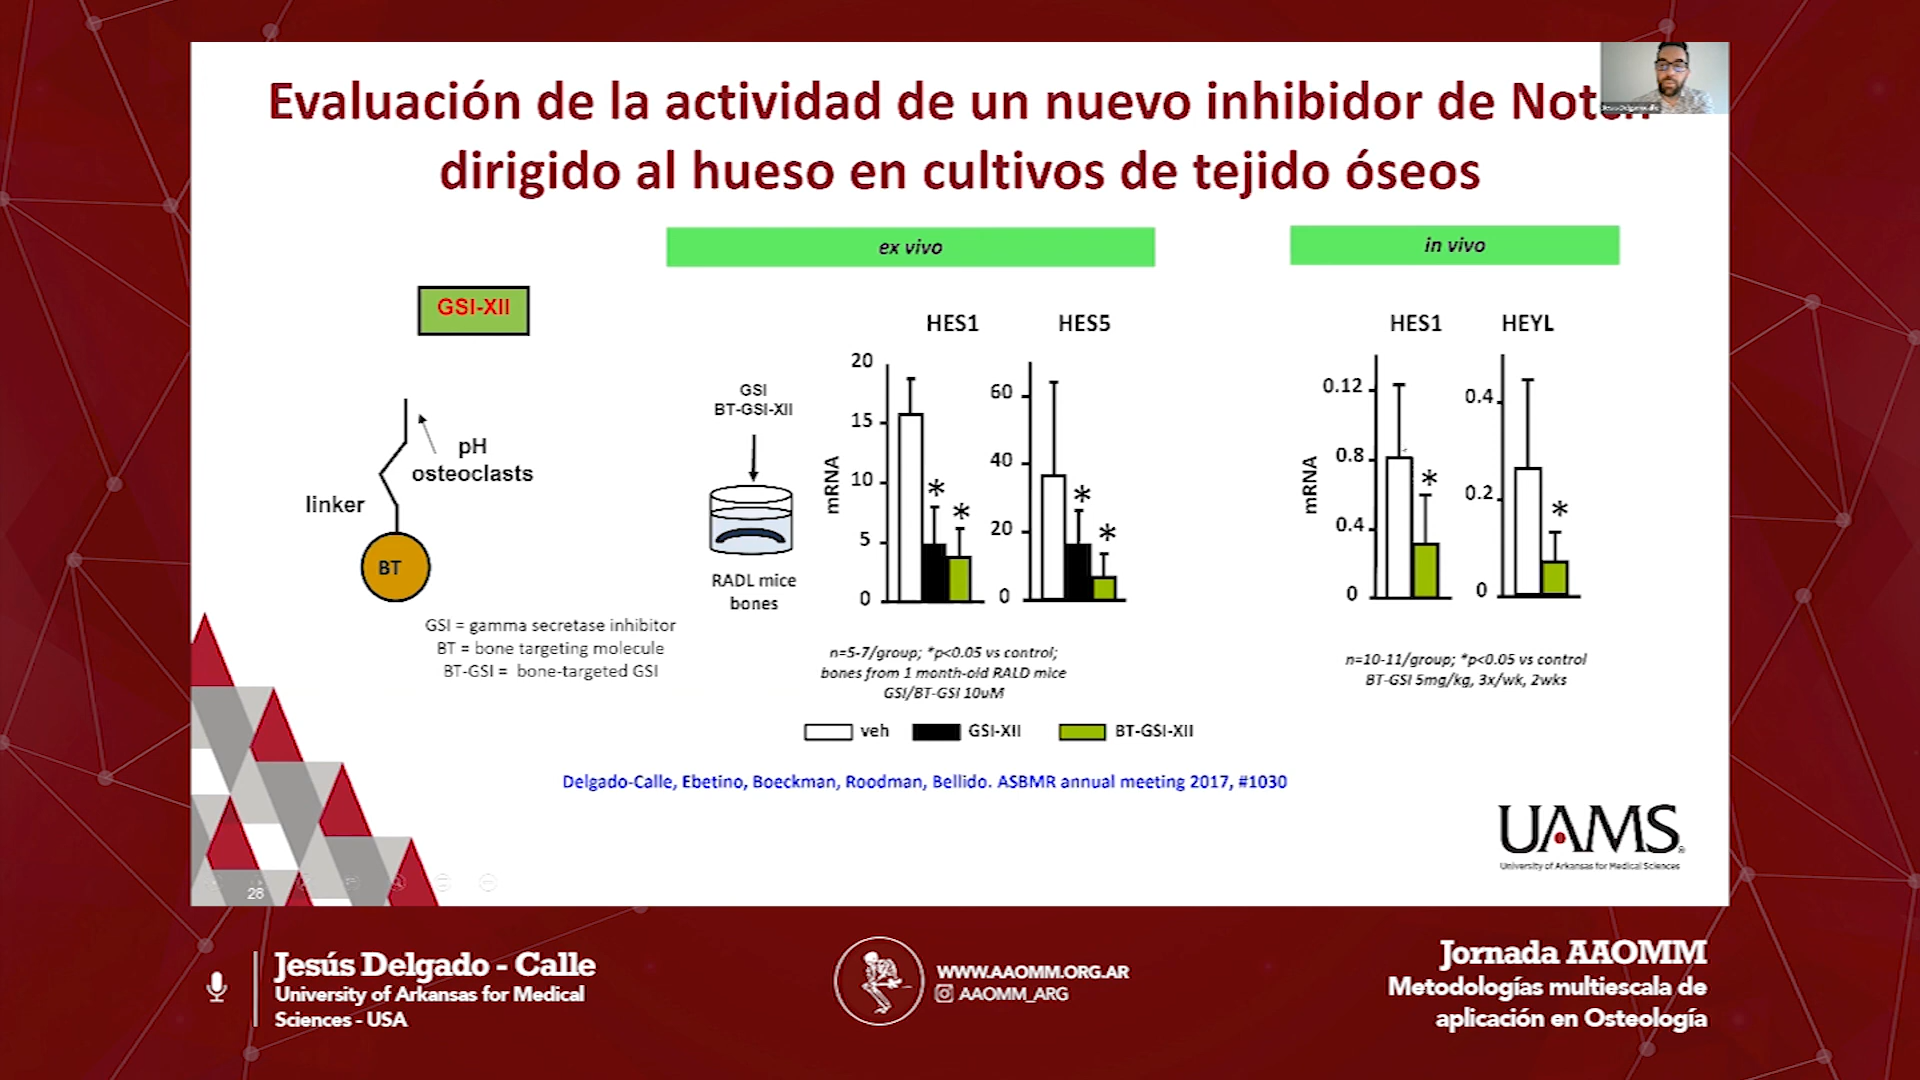 Evaluación de la actividad de un nuevo inhibidor de
dirigido al hueso en cultivos de tejido óseos
ex vivo
in vivo
GSI-XII
pH
osteoclasts
linker
BT
GSI = gamma secretase inhibitor
BT = bone targeting molecule
BT-GSI = bone-targeted GSI
GSI
BT-GSI-XII
RADL mice
bones
HES1
mRNA
20
15
10
5
0
*
*
HES5
60
40
20
0
*
*
n=5-7/group; *p<0.05 vs control;
bones from 1 month-old RALD mice
GSI/BT-GSI 10uM
HES1
mRNA
0.12
0.8
0.4
0
*
HEYL
0.4
0.2
0
*
n=10-11/group; *p<0.05 vs control
BT-GSI 5mg/kg, 3x/wk, 2wks
veh
GSI-XII
BT-GSI-XII
Delgado-Calle, Ebetino, Boeckman, Roodman, Bellido. ASBMR annual meeting 2017, #1030
UAMS
University of Arkansas for Medical Sciences
28
Jesús Delgado - Calle
University of Arkansas for Medical
Sciences - USA
WWW.AAOMM.ORG.AR
AAOMM_ARG
Jornada AAOMM
Metodologías multiescala de
aplicación en Osteología